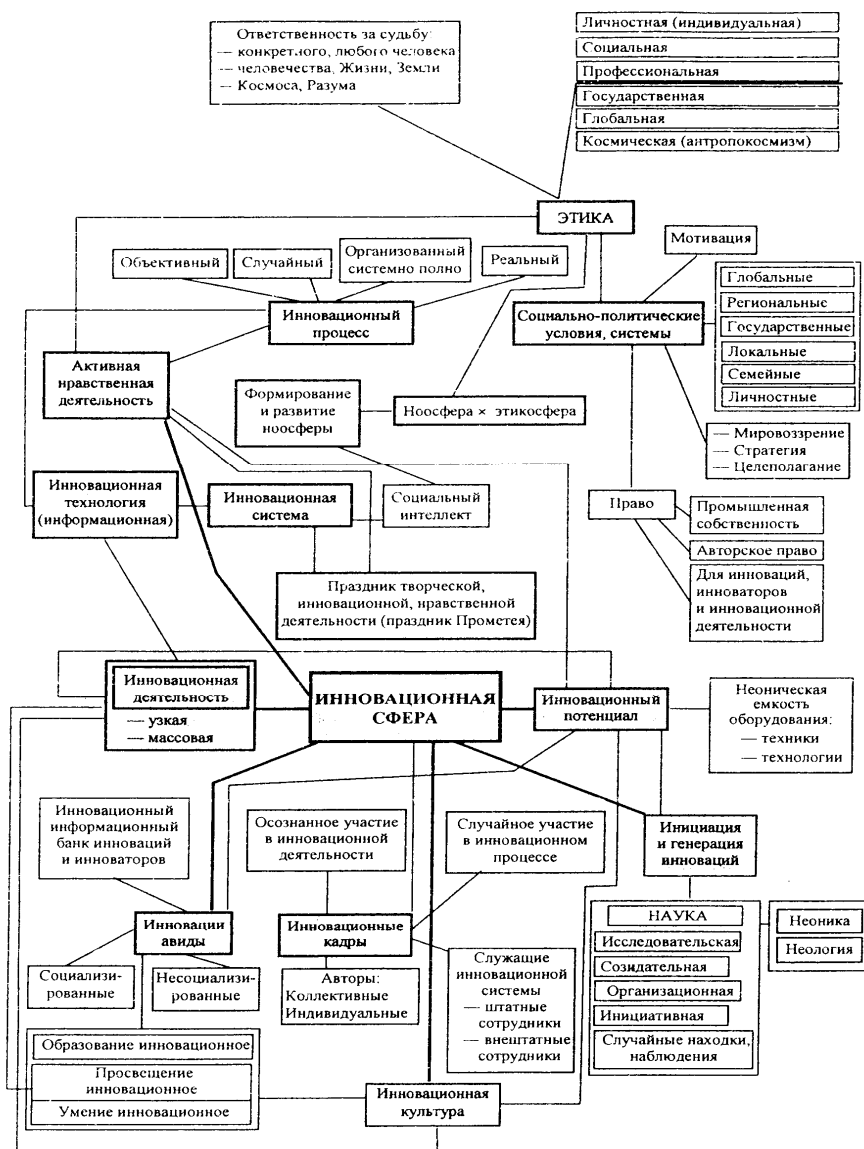 Ответственность за судьбу:
— конкретного, любого человека
— человечества, Жизни, Земли
— Космоса, Разума
Личностная (индивидуальная)
Социальная
Профессиональная
Государственная
Глобальная
Космическая (антропокосмизм)
ЭТИКА
Объективный
Случайный
Организованный
системно полно
Реальный
Мотивация
Инновационный
процесс
Социально-политические
условия, системы
Глобальные
Региональные
Государственные
Локальные
Семейные
Личностные
Активная
нравственная
деятельность
Формирование
и развитие
ноосферы
Ноосфера × этикосфера
— Мировоззрение
— Стратегия
— Целеполагание
Инновационная
технология
(информационная)
Инновационная
система
Социальный
интеллект
Право
Промышленная
собственность
Авторское право
Для инноваций,
инноваторов
и инновационной
деятельности
Праздник творческой,
инновационной, нравственной
деятельности (праздник Прометея)
Инновационная
деятельность
— узкая
— массовая
ИННОВАЦИОННАЯ
СФЕРА
Инновационный
потенциал
Неоническая
емкость
оборудования:
— техники
— технологии
Инновационный
информационный
банк инноваций
и инноваторов
Осознанное участие
в инновационной
деятельности
Случайное участие
в инновационном
процессе
Инициация
и генерация
инноваций
Инновации
авиды
Инновационные
кадры
НАУКА
Исследовательская
Созидательная
Организационная
Инициативная
Случайные находки,
наблюдения
Неоника
Неология
Социализи-
рованные
Несоциализи-
рованные
Авторы:
Коллективные
Индивидуальные
Служащие
инновационной
системы
— штатные
сотрудники
— внештатные
сотрудники
Образование инновационное
Просвещение
инновационное
Умение инновационное
Инновационная
культура